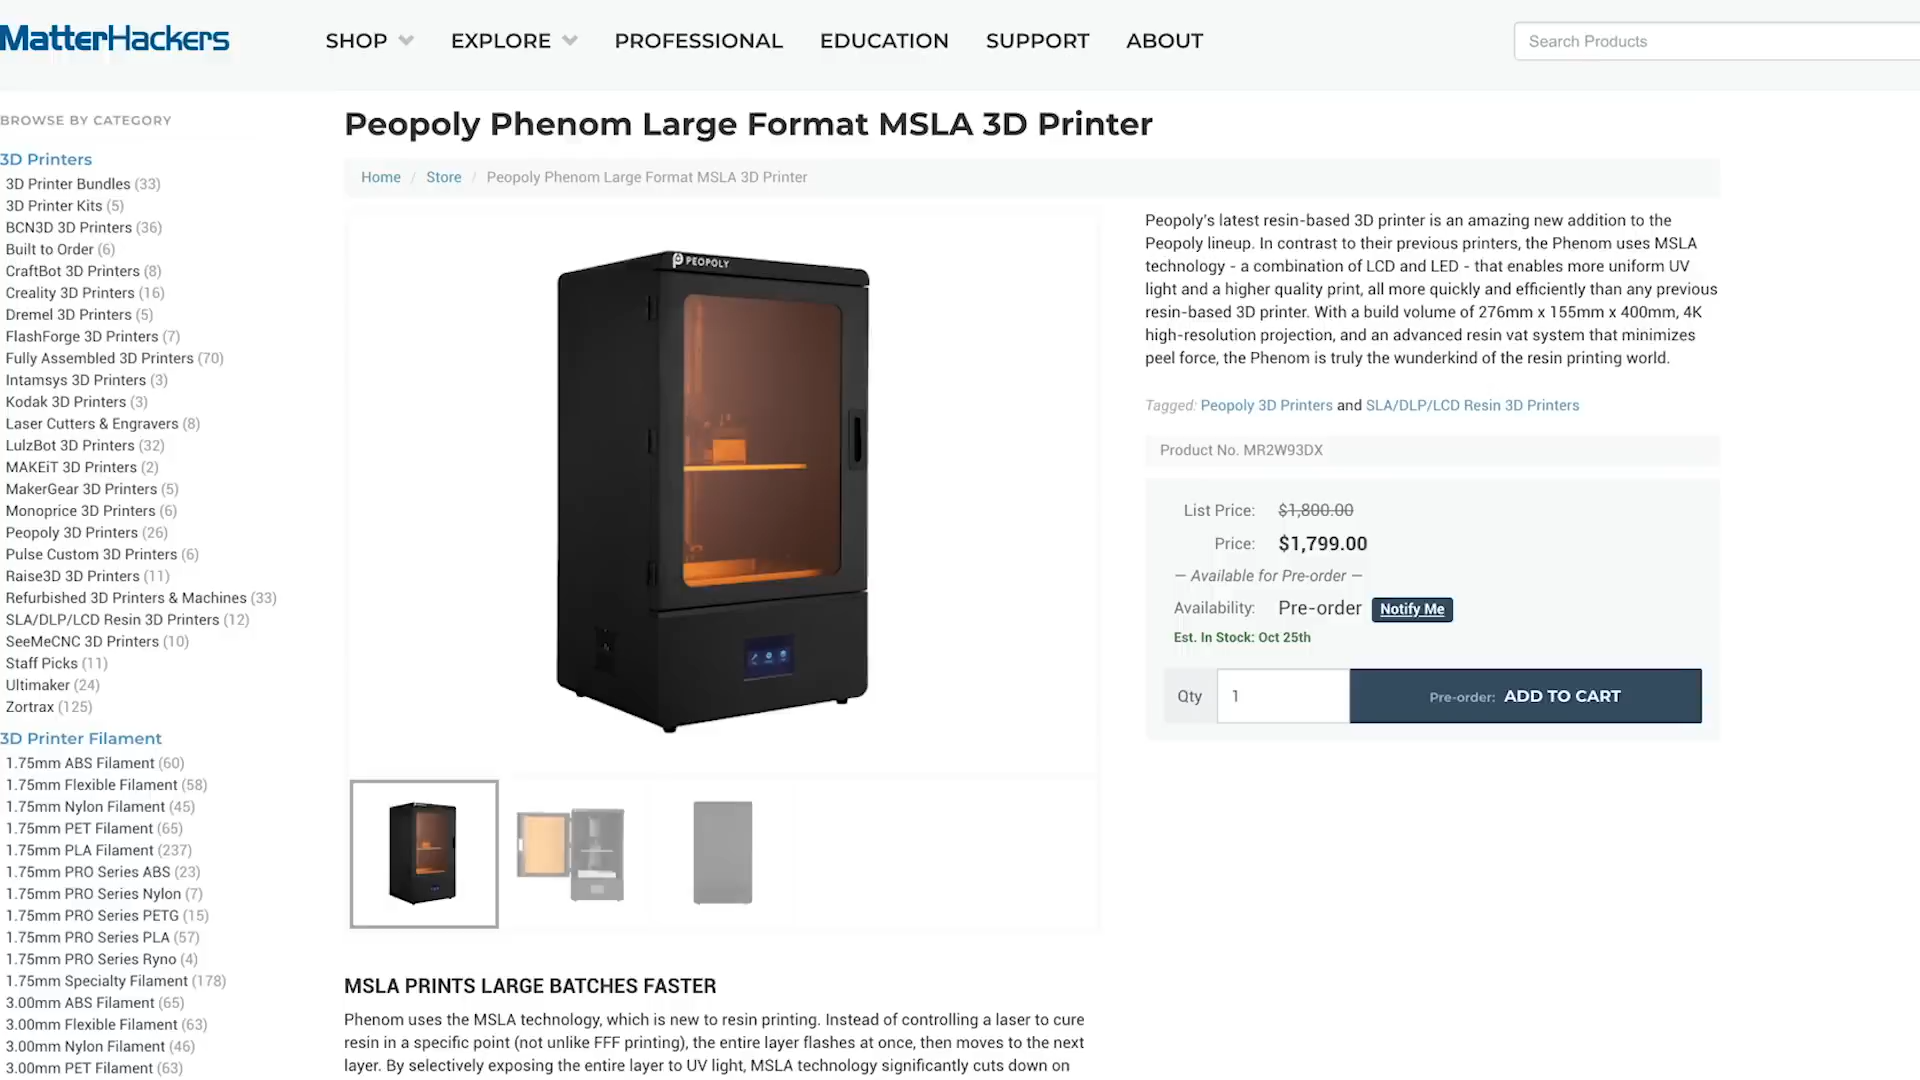 MatterHackers
SHOP
EXPLORE
PROFESSIONAL
EDUCATION
SUPPORT
ABOUT
Search Products
BROWSE BY CATEGORY
3D Printers
3D Printer Bundles (33)
3D Printer Kits (5)
BCN3D 3D Printers (36)
Built to Order (6)
CraftBot 3D Printers (8)
Creality 3D Printers (16)
Dremel 3D Printers (5)
FlashForge 3D Printers (7)
Fully Assembled 3D Printers (70)
Intamsys 3D Printers (3)
Kodak 3D Printers (3)
Laser Cutters & Engravers (8)
LulzBot 3D Printers (32)
MAKEiT 3D Printers (2)
MakerGear 3D Printers (5)
Monoprice 3D Printers (6)
Peopoly 3D Printers (26)
Pulse Custom 3D Printers (6)
Raise3D 3D Printers (11)
Refurbished 3D Printers & Machines (33)
SLA/DLP/LCD Resin 3D Printers (12)
SeeMeCNC 3D Printers (10)
Staff Picks (11)
Ultimaker (24)
Zortrax (125)
3D Printer Filament
1.75mm ABS Filament (60)
1.75mm Flexible Filament (58)
1.75mm Nylon Filament (45)
1.75mm PET Filament (65)
1.75mm PLA Filament (237)
1.75mm PRO Series ABS (23)
1.75mm PRO Series Nylon (7)
1.75mm PRO Series PETG (15)
1.75mm PRO Series PLA (57)
1.75mm PRO Series Ryno (4)
1.75mm Specialty Filament (178)
3.00mm ABS Filament (65)
3.00mm Flexible Filament (63)
3.00mm Nylon Filament (46)
3.00mm PET Filament (63)
Peopoly Phenom Large Format MSLA 3D Printer
Home / Store / Peopoly Phenom Large Format MSLA 3D Printer
PEOPOLY
Peopoly's latest resin-based 3D printer is an amazing new addition to the
Peopoly lineup. In contrast to their previous printers, the Phenom uses MSLA
technology - a combination of LCD and LED - that enables more uniform UV
light and a higher quality print, all more quickly and efficiently than any previous
resin-based 3D printer. With a build volume of 276mm x 155mm x 400mm, 4K
high-resolution projection, and an advanced resin vat system that minimizes
peel force, the Phenom is truly the wunderkind of the resin printing world.
Tagged: Peopoly 3D Printers and SLA/DLP/LCD Resin 3D Printers
Product No. MR2W93DX
List Price: $1,800.00
Price: $1,799.00
— Available for Pre-order —
Availability: Pre-order Notify Me
Est. In Stock: Oct 25th
Qty 1 Pre-order: ADD TO CART
MSLA PRINTS LARGE BATCHES FASTER
Phenom uses the MSLA technology, which is new to resin printing. Instead of controlling a laser to cure
resin in a specific point (not unlike FFF printing), the entire layer flashes at once, then moves to the next
layer. By selectively exposing the entire layer to UV light, MSLA technology significantly cuts down on